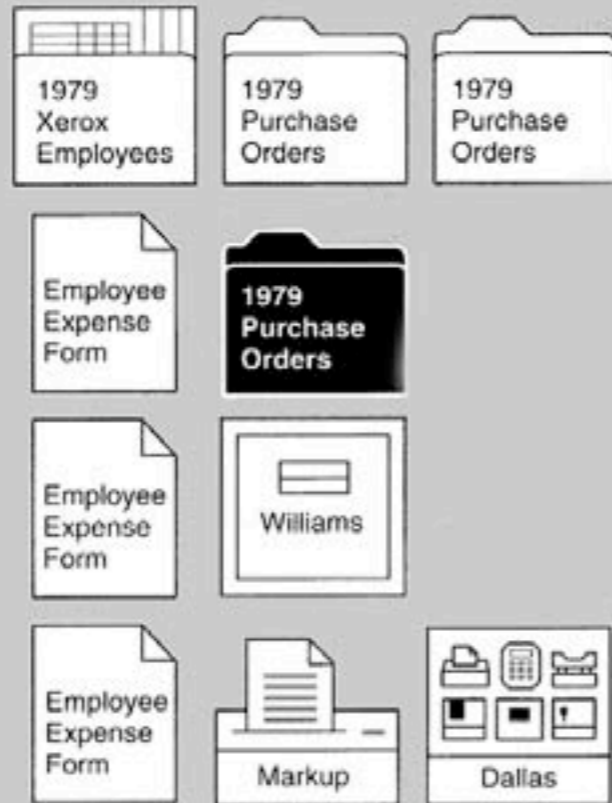 1979
Xerox
Employees
1979
Purchase
Orders
1979
Purchase
Orders
Employee
Expense
Form
1979
Purchase
Orders
Employee
Expense
Form
Williams
Employee
Expense
Form
Markup
Dallas